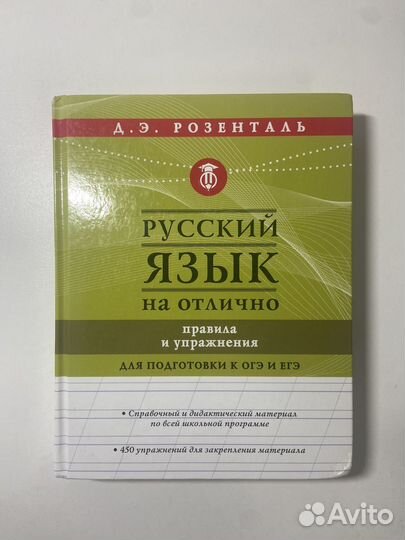 Д.Э. РОЗЕНТАЛЬ
РУССКИЙ
ЯЗЫК
НА ОТЛИЧНО
правила
и упражнения
ДЛЯ ПОДГОТОВКИ К ОГЭ И ЕГЭ
• Справочный и дидактический материал
по всей школьной программе
• 450 упражнений для закрепления материала
Avito